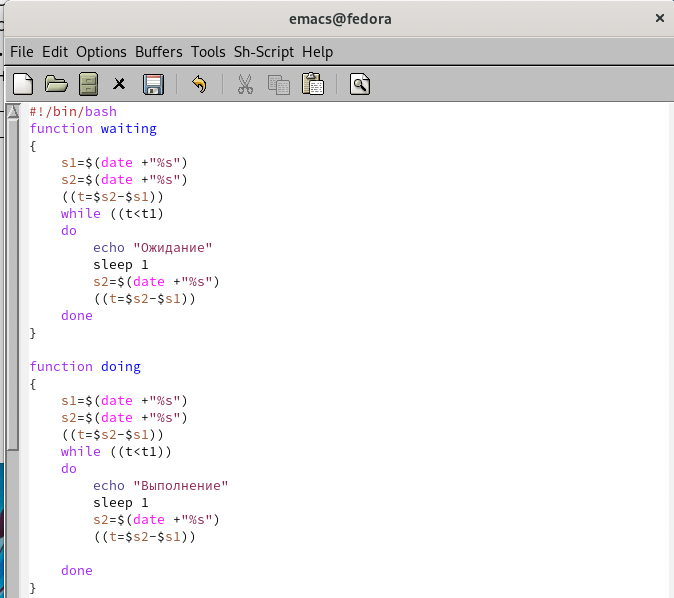 emacs@fedora
File Edit Options Buffers Tools Sh-Script Help
#!/bin/bash
function waiting
{
    s1=$(date +"%s")
    s2=$(date +"%s")
    ((t=$s2-$s1))
    while ((t<t1)
    do
        echo "Ожидание"
        sleep 1
        s2=$(date +"%s")
        ((t=$s2-$s1))
    done
}

function doing
{
    s1=$(date +"%s")
    s2=$(date +"%s")
    ((t=$s2-$s1))
    while ((t<t1))
    do
        echo "Выполнение"
        sleep 1
        s2=$(date +"%s")
        ((t=$s2-$s1))

    done
}